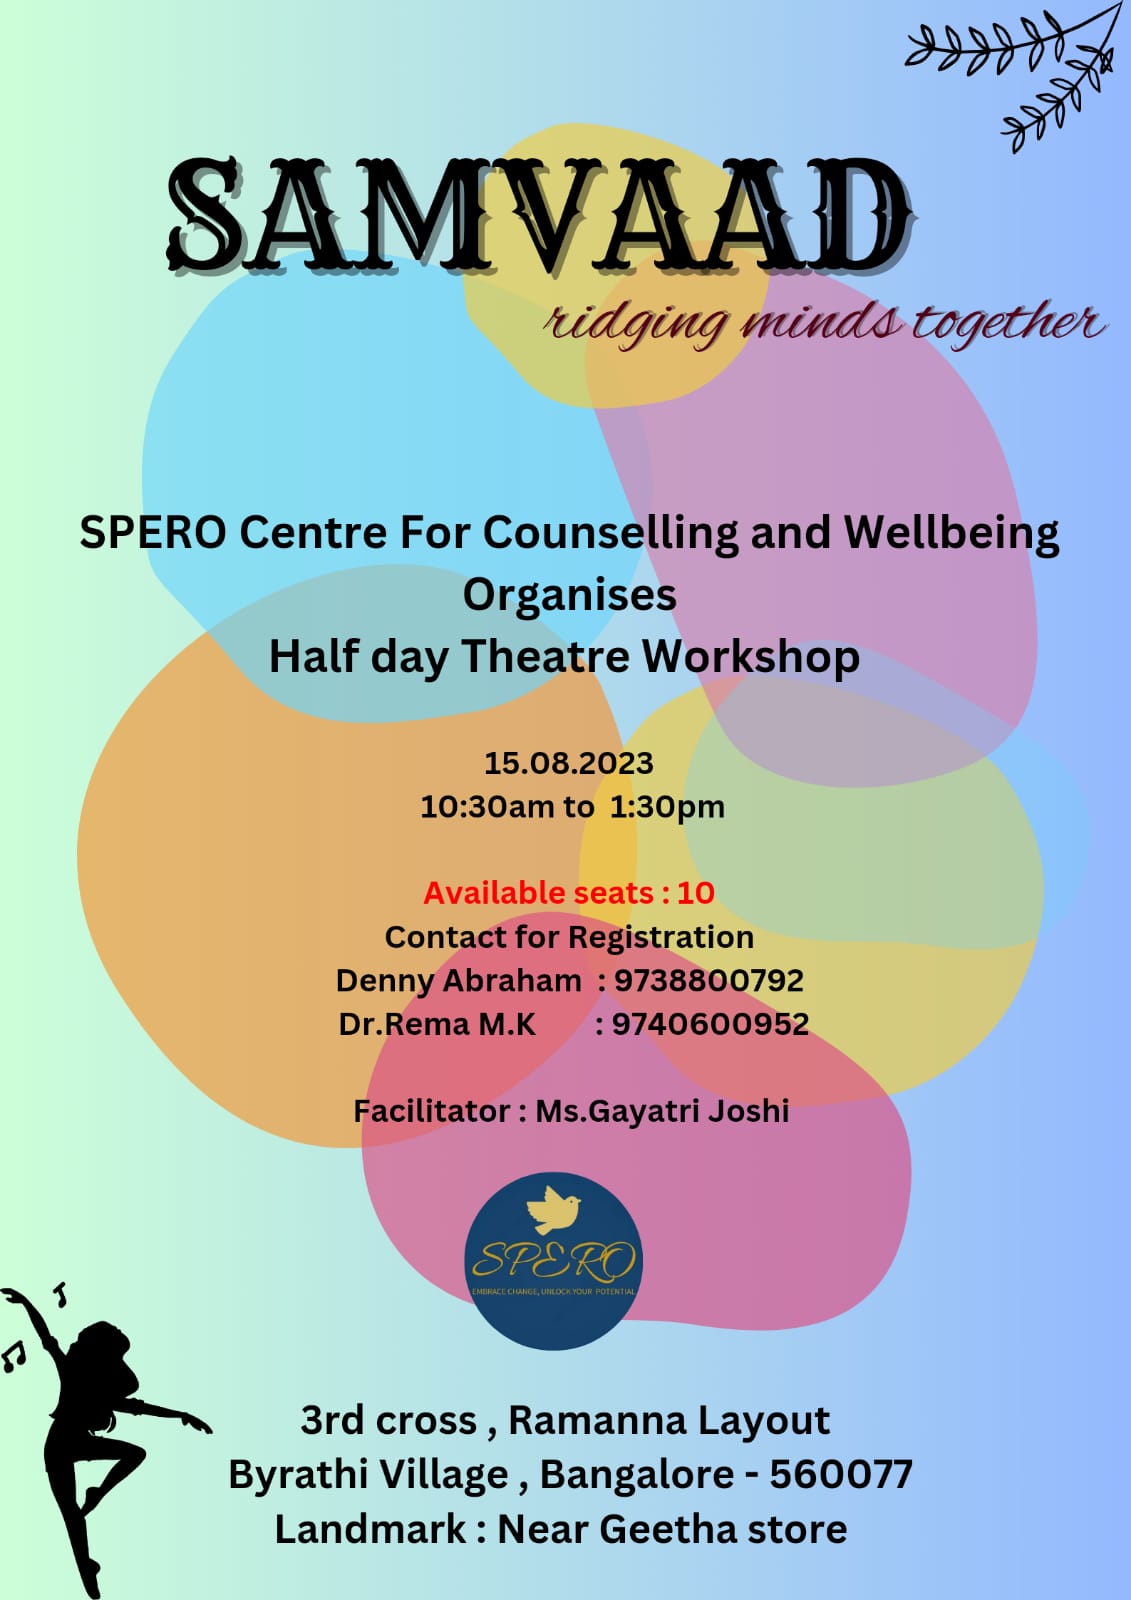 SAMVAAD
ridging minds together
SPERO Centre For Counselling and Wellbeing
Organises
Half day Theatre Workshop
15.08.2023
10:30am to 1:30pm
Available seats : 10
Contact for Registration
Denny Abraham : 9738800792
Dr.Rema M.K : 9740600952
Facilitator : Ms.Gayatri Joshi
SPERO
EMBRACE CHANGE, UNLOCK YOUR POTENTIAL
3rd cross , Ramanna Layout
Byrathi Village , Bangalore - 560077
Landmark : Near Geetha store